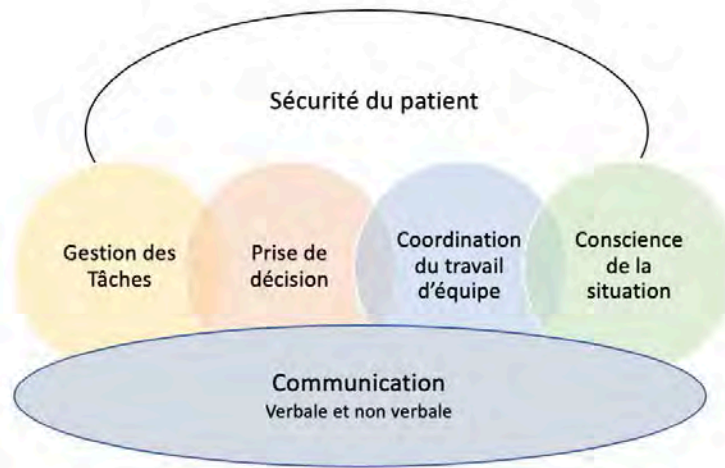 Sécurité du patient
Gestion des
Tâches
Prise de
décision
Coordination
du travail
d'équipe
Conscience
de la
situation
Communication
Verbale et non verbale